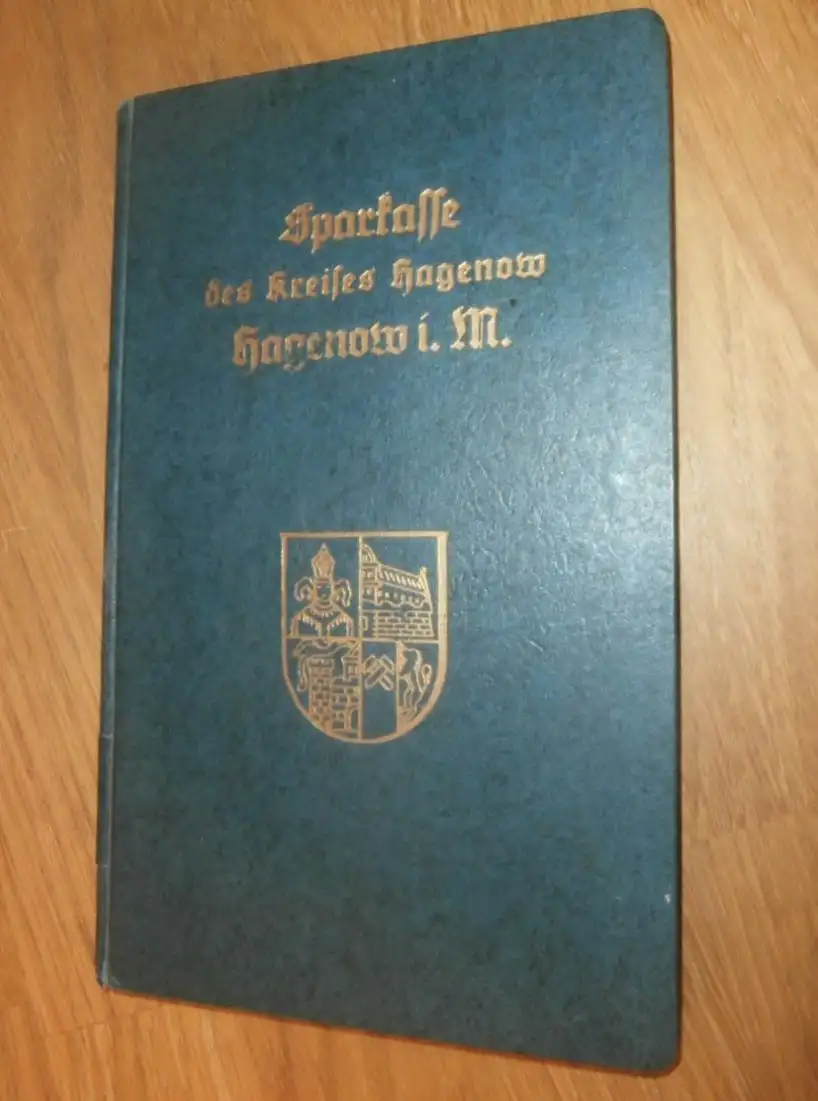 Sparkasse
des Kreises Hagenow
Hagenow i. M.